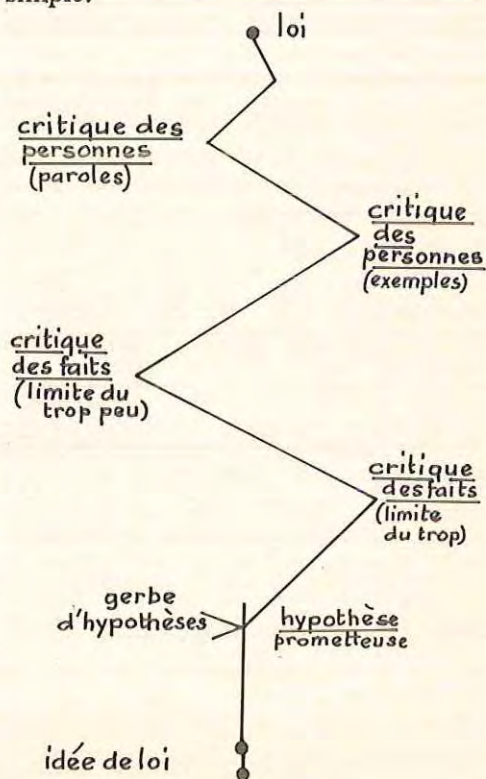 simple.
loi
critique des
personnes
(paroles)
critique
des
personnes
(exemples)
critique
des faits
(limite du
trop peu)
critique
des faits
(limite
du trop)
gerbe
d'hypothèses
hypothèse
prometteuse
idée de loi